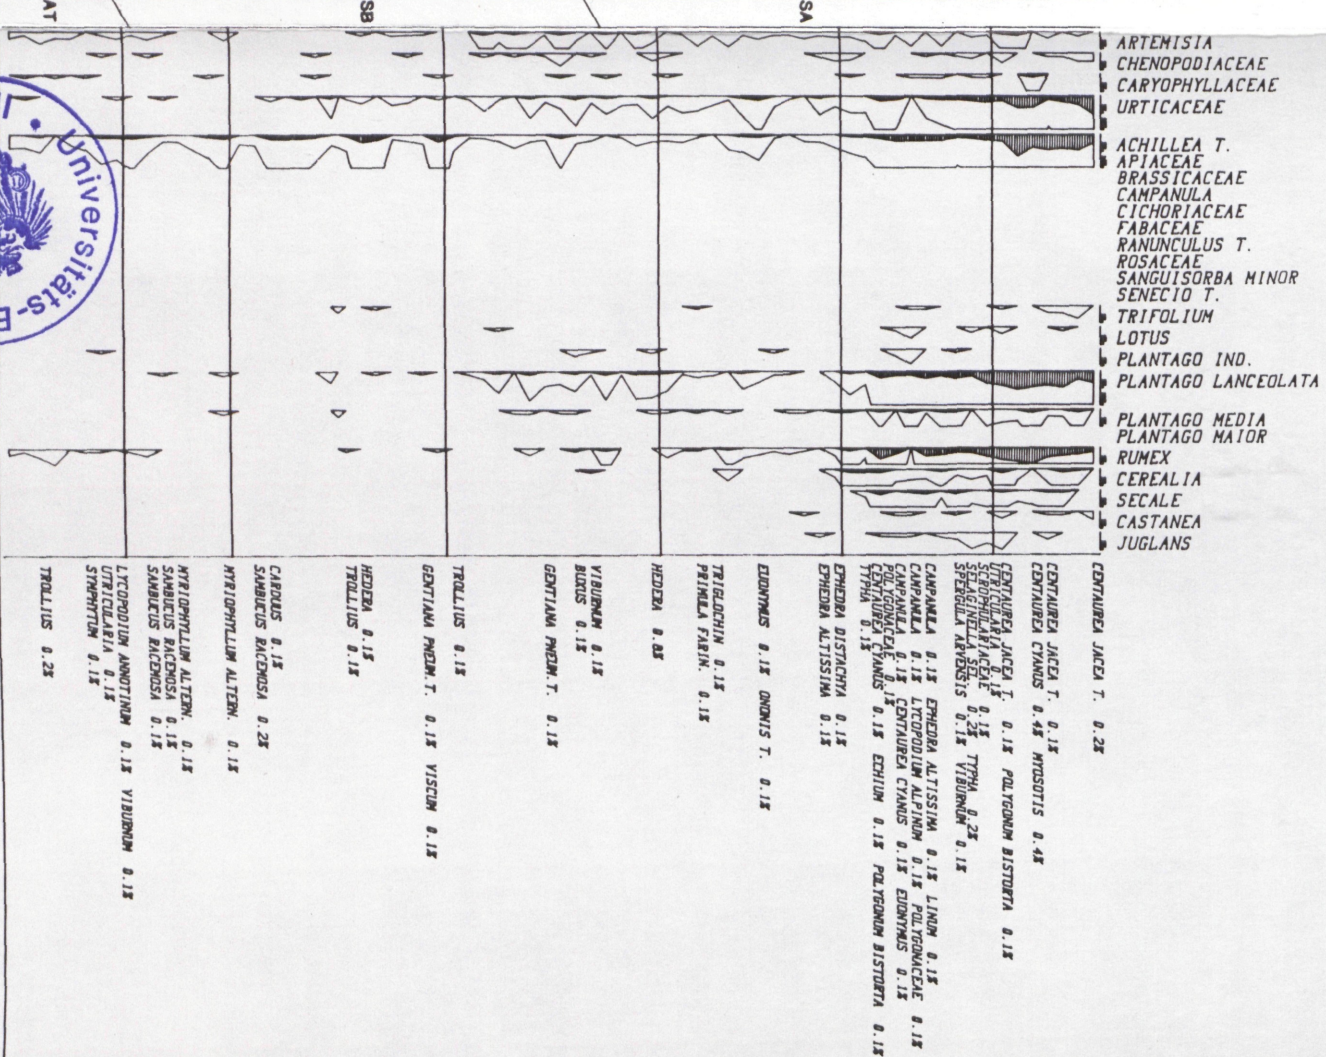 AT
SB
SA
ARTEMISIA
CHENOPODIACEAE
CARYOPHYLLACEAE
URTICACEAE
ACHILLEA T.
APIACEAE
BRASSICACEAE
CAMPANULA
CICHORIACEAE
FABACEAE
RANUNCULUS T.
ROSACEAE
SANGUISORBA MINOR
SENECIO T.
TRIFOLIUM
LOTUS
PLANTAGO IND.
PLANTAGO LANCEOLATA
PLANTAGO MEDIA
PLANTAGO MAIOR
RUMEX
CEREALIA
SECALE
CASTANEA
JUGLANS
Universitäts-B
CENTAUREA JACEA T. 0.2%
CENTAUREA JACEA T. 0.1%
CENTAUREA CYANUS 0.4% MYOSOTIS 0.4%
CENTAUREA JACEA T. 0.1% POLYGONUM BISTORTA 0.1%
SCROPHULARIACEAE 0.1%
SELAGINELLA SEL. 0.2% TYPHA 0.2%
SPERGULA ARVENSIS 0.1% VIBURNUM 0.1%
CAMPANULA 0.1% EPHEDRA ALTISSIMA 0.1% LINUM 0.1%
CAMPANULA 0.1% LYCOPODIUM ALPINUM 0.1% POLYGONACEAE 0.1%
CAMPANULA 0.1% CENTAUREA CYANUS 0.1% EUONYMUS 0.1%
POLYGONACEAE 0.1%
CENTAUREA CYANUS 0.1% ECHIUM 0.1% POLYGONUM BISTORTA 0.1%
TYPHA 0.1%
EPHEDRA DISTACHYA 0.1%
EPHEDRA ALTISSIMA 0.1%
EUONYMUS 0.1% ONONIS T. 0.1%
TRIGLOCHIN 0.1%
PRIMULA FARIN. 0.1%
HEDERA 0.8%
VIBURNUM 0.1%
BUXUS 0.1%
GENTIANA PNEUM.T. 0.1%
TROLLIUS 0.1%
GENTIANA PNEUM.T. 0.1% VISCUM 0.1%
HEDERA 0.1%
TROLLIUS 0.1%
CARDUUS 0.1%
SAMBUCUS RACEMOSA 0.2%
MYRIOPHYLLUM ALTERN. 0.1%
MYRIOPHYLLUM ALTERN. 0.1%
SAMBUCUS RACEMOSA 0.1%
SAMBUCUS RACEMOSA 0.1%
LYCOPODIUM ANNOTINUM 0.1% VIBURNUM 0.1%
UTRICULARIA 0.1%
SYMPHYTUM 0.1%
TROLLIUS 0.2%